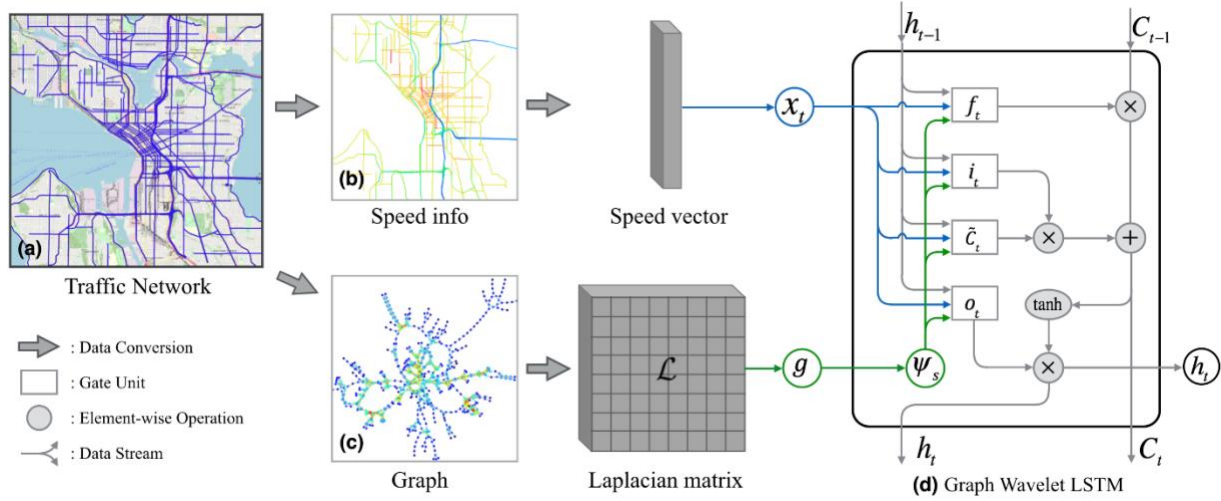 (a)
Traffic Network
: Data Conversion
: Gate Unit
: Element-wise Operation
: Data Stream
(b)
Speed info
Speed vector
(c)
Graph
ℒ
Laplacian matrix
x_t
g
ψ_s
h_{t-1}
C_{t-1}
f_t
×
i_t
C̃_t
×
+
o_t
tanh
×
h_t
h_t
C_t
(d) Graph Wavelet LSTM